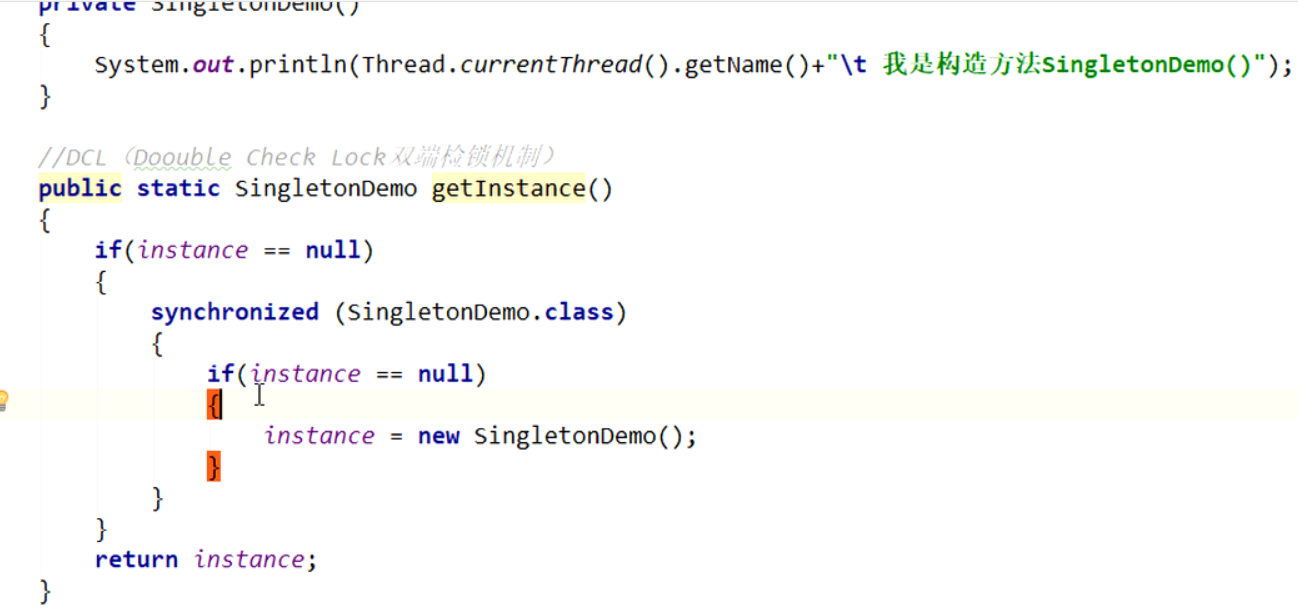 private SingletonDemo()
{
System.out.println(Thread.currentThread().getName()+"\t 我是构造方法SingletonDemo()");
}
//DCL（Doouble Check Lock双端检锁机制）
public static SingletonDemo getInstance()
{
if(instance == null)
{
synchronized (SingletonDemo.class)
{
if(instance == null)
{
instance = new SingletonDemo();
}
}
}
return instance;
}